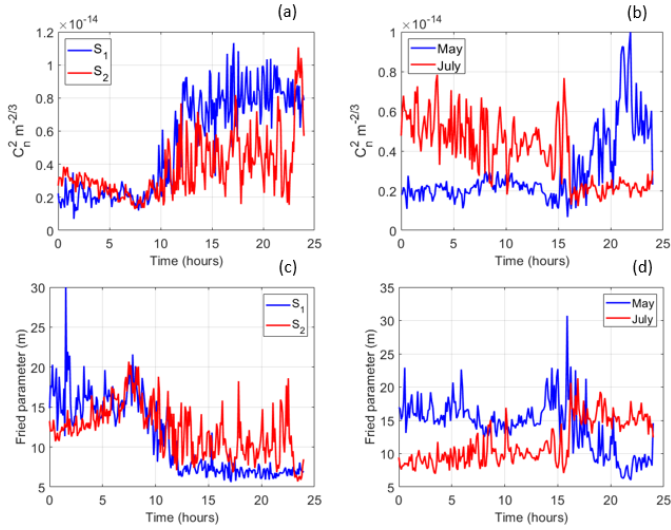 (a)
×10⁻¹⁴
1.2
1
0.8
0.6
0.4
0.2
0
C²ₙ m⁻²/³
S₁
S₂
0 5 10 15 20 25
Time (hours)
(b)
×10⁻¹⁴
1
0.8
0.6
0.4
0.2
0
C²ₙ m⁻²/³
May
July
0 5 10 15 20 25
Time (hours)
(c)
30
25
20
15
10
5
Fried parameter (m)
S₁
S₂
0 5 10 15 20 25
Time (hours)
(d)
35
30
25
20
15
10
5
Fried parameter (m)
May
July
0 5 10 15 20 25
Time (hours)